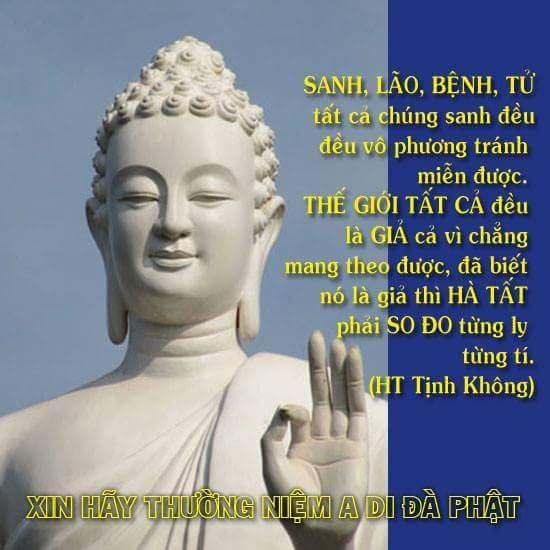 SANH, LÃO, BỆNH, TỬ
tất cả chúng sanh đều
đều vô phương tránh
miễn được.
THẾ GIỚI TẤT CẢ đều
là GIẢ cả vì chẳng
mang theo được, đã biết
nó là giả thì HÀ TẤT
phải SO ĐO từng ly
từng tí.
(HT Tịnh Không)
XIN HÃY THƯỜNG NIỆM A DI ĐÀ PHẬT